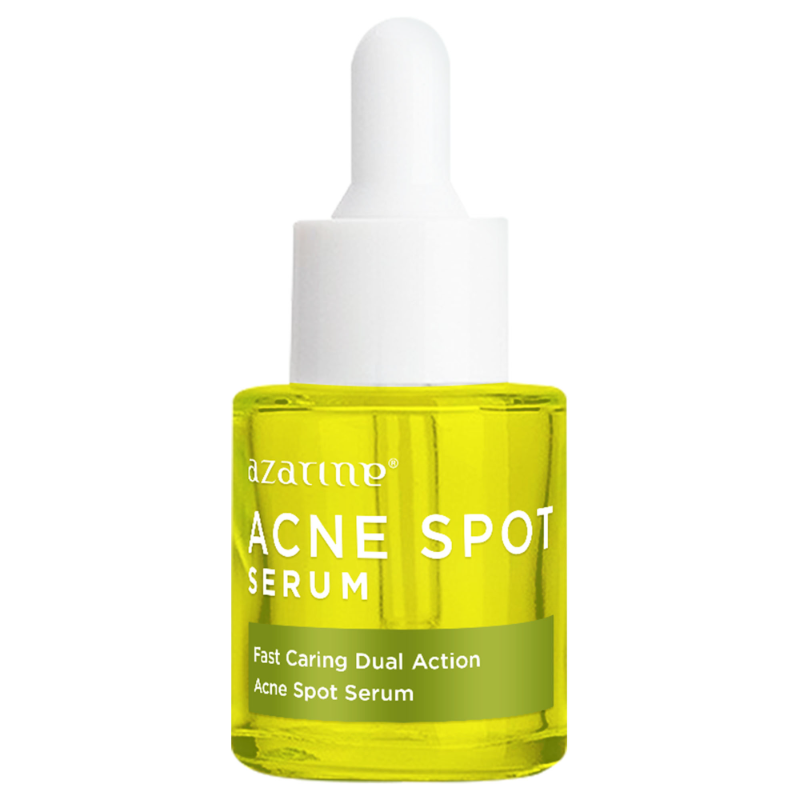 azarine®
ACNE SPOT
SERUM
Fast Caring Dual Action
Acne Spot Serum